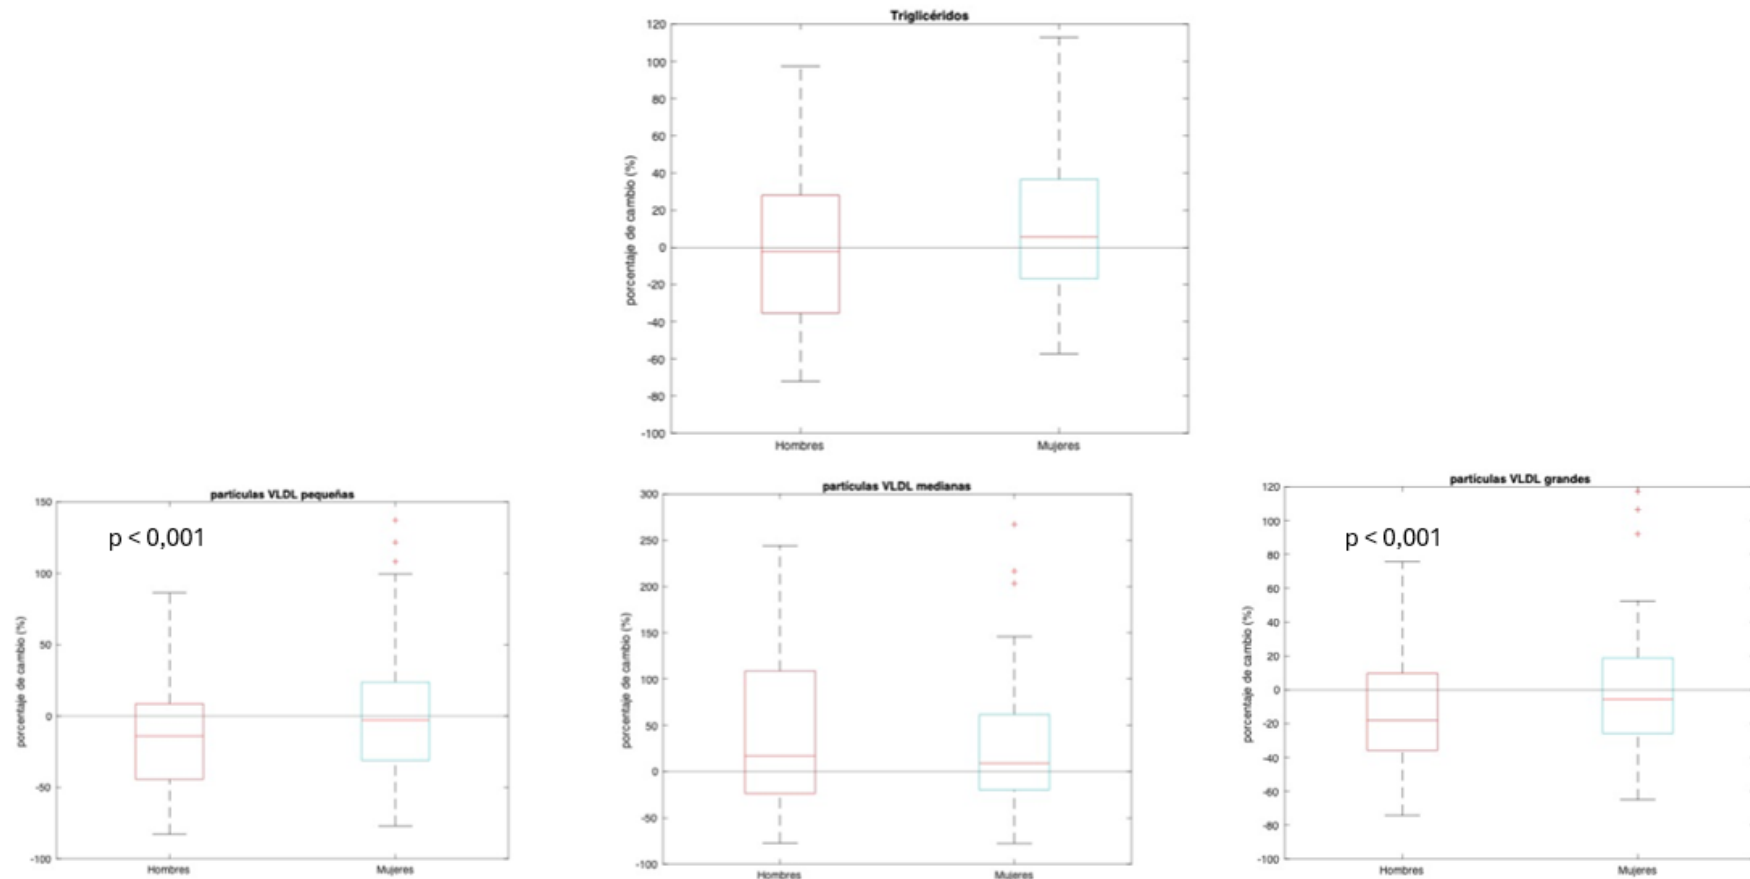 Triglicéridos
120
100
80
60
40
20
0
-20
-40
-60
-80
-100
porcentaje de cambio (%)
Hombres Mujeres
partículas VLDL pequeñas
150
100
50
0
-50
-100
porcentaje de cambio (%)
p < 0,001
Hombres Mujeres
partículas VLDL medianas
300
250
200
150
100
50
0
-50
-100
porcentaje de cambio (%)
Hombres Mujeres
partículas VLDL grandes
120
100
80
60
40
20
0
-20
-40
-60
-80
-100
porcentaje de cambio (%)
p < 0,001
Hombres Mujeres